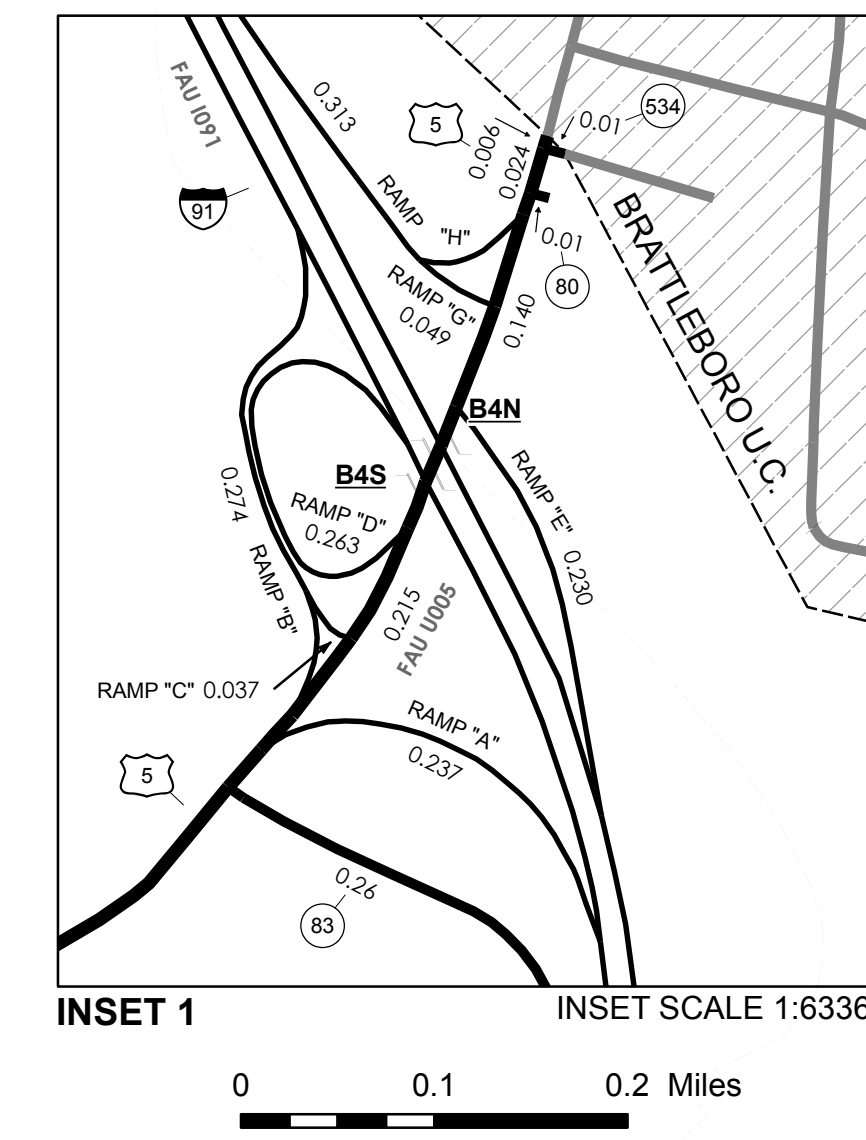 FAU I091
0.313
5
0.006
0.024
0.01
534
91
RAMP "H"
0.01
80
RAMP "G"
0.049
0.140
BRATTLEBORO U.C.
B4N
B4S
RAMP "E" 0.230
RAMP "D"
0.263
0.274
RAMP "B"
0.215
FAU U005
RAMP "C" 0.037
RAMP "A"
0.237
5
0.26
83
INSET 1
INSET SCALE 1:6336
0 0.1 0.2 Miles